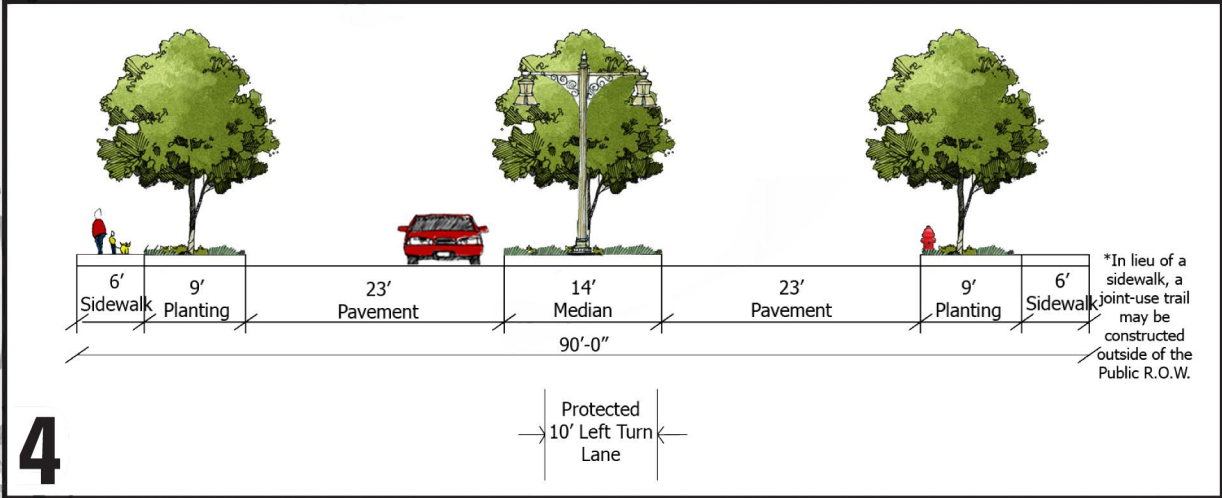 6′
Sidewalk
9′
Planting
23′
Pavement
14′
Median
23′
Pavement
9′
Planting
6′
Sidewalk
*In lieu of a
sidewalk, a
joint-use trail
may be
constructed
outside of the
Public R.O.W.
90′-0″
Protected
10′ Left Turn
Lane
4